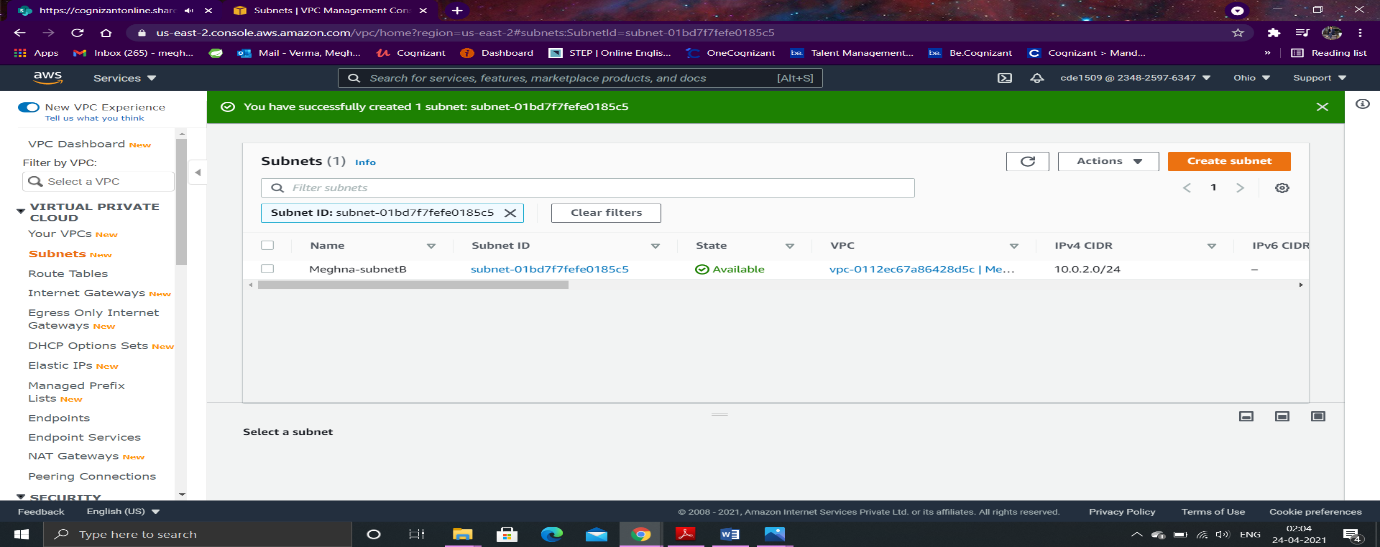 https://cognizantonline.share
Subnets | VPC Management Con
us-east-2.console.aws.amazon.com/vpc/home?region=us-east-2#subnets:SubnetId=subnet-01bd7f7fefe0185c5
Apps Inbox (265) - megh... Mail - Verma, Megh... Cognizant Dashboard STEP | Online Englis... OneCognizant be. Talent Management... be. Be.Cognizant C Cognizant > Mand... » Reading list
aws Services Search for services, features, marketplace products, and docs [Alt+S] cde1509 @ 2348-2597-6347 Ohio Support
New VPC Experience
Tell us what you think
You have successfully created 1 subnet: subnet-01bd7f7fefe0185c5
VPC Dashboard New
Filter by VPC:
Select a VPC
VIRTUAL PRIVATE
CLOUD
Your VPCs New
Subnets New
Route Tables
Internet Gateways New
Egress Only Internet
Gateways New
DHCP Options Sets New
Elastic IPs New
Managed Prefix
Lists New
Endpoints
Endpoint Services
NAT Gateways New
Peering Connections
SECURITY
Subnets (1) Info
Actions
Create subnet
Filter subnets
1
Subnet ID: subnet-01bd7f7fefe0185c5
Clear filters
Name Subnet ID State VPC IPv4 CIDR IPv6 CIDR
Meghna-subnetB subnet-01bd7f7fefe0185c5 Available vpc-0112ec67a86428d5c | Me... 10.0.2.0/24 –
Select a subnet
Feedback English (US) © 2008 - 2021, Amazon Internet Services Private Ltd. or its affiliates. All rights reserved. Privacy Policy Terms of Use Cookie preferences
Type here to search
ENG
02:04
24-04-2021
4